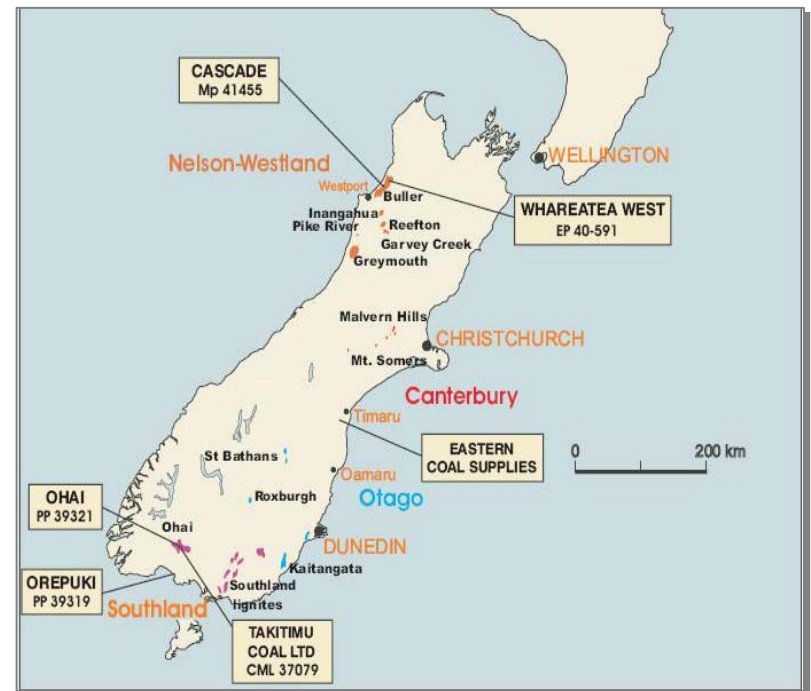 CASCADE
Mp 41455
WELLINGTON
Nelson-Westland
Westport
Buller
WHAREATEA WEST
EP 40-591
Inangahua
Pike River
Reefton
Garvey Creek
Greymouth
Malvern Hills
CHRISTCHURCH
Mt. Somers
Canterbury
Timaru
EASTERN
COAL SUPPLIES
0 200 km
St Bathans
Oamaru
Roxburgh
Otago
OHAI
PP 39321
Ohai
DUNEDIN
Kaitangata
OREPUKI
PP 39319
Southland
lignites
Southland
TAKITIMU
COAL LTD
CML 37079